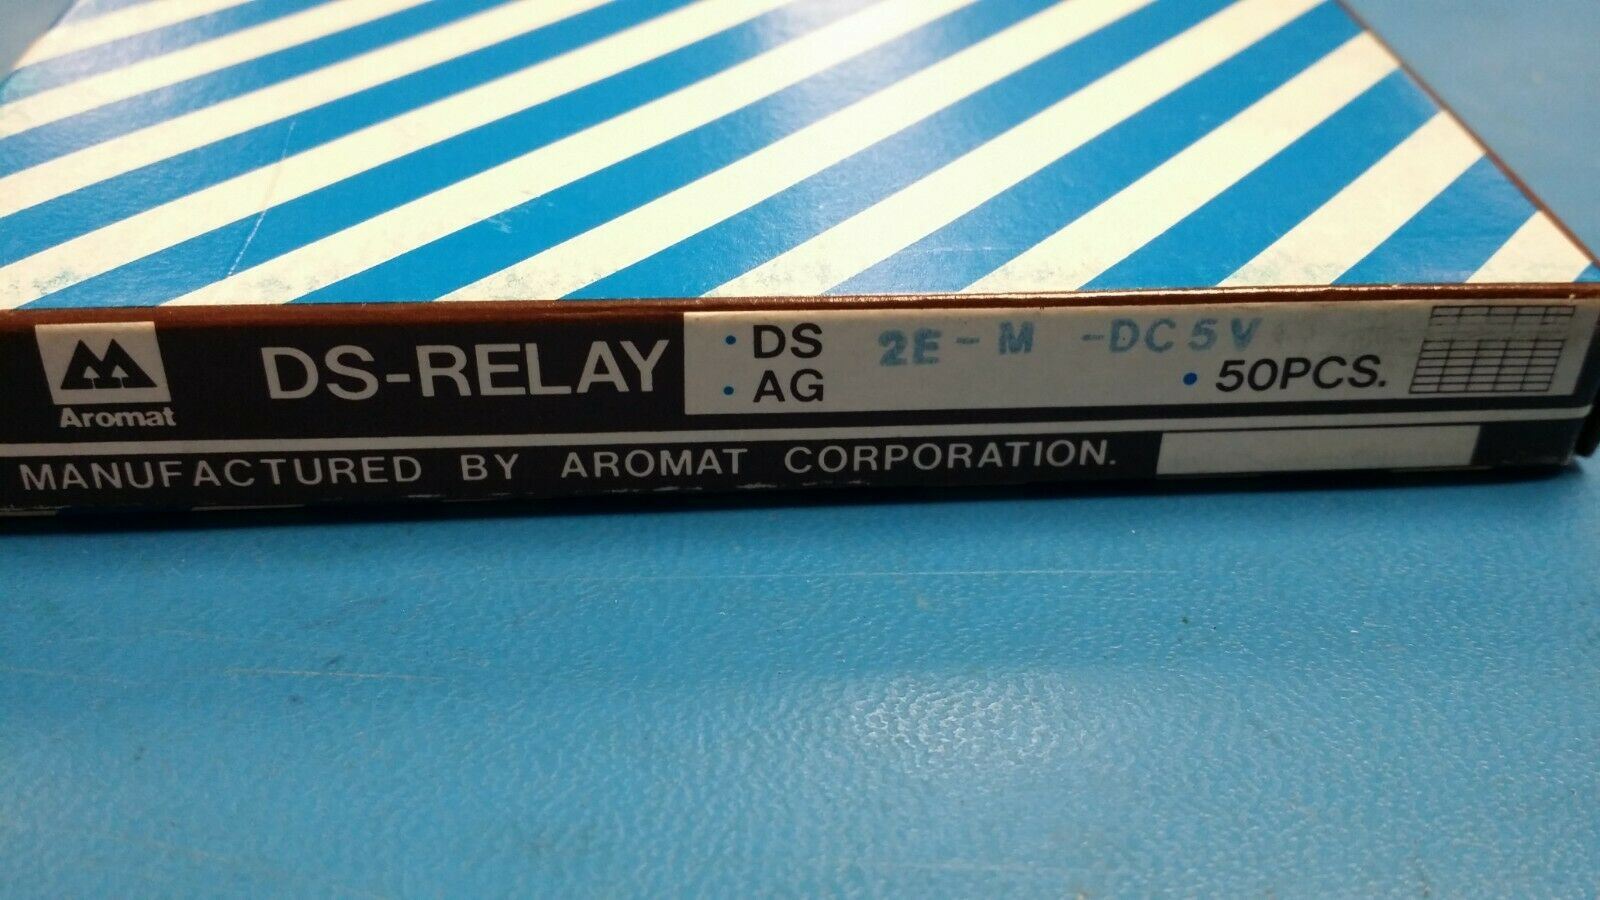 Aromat
DS-RELAY
• DS 2E-M -DC5V
• AG
• 50PCS.
MANUFACTURED BY AROMAT CORPORATION.